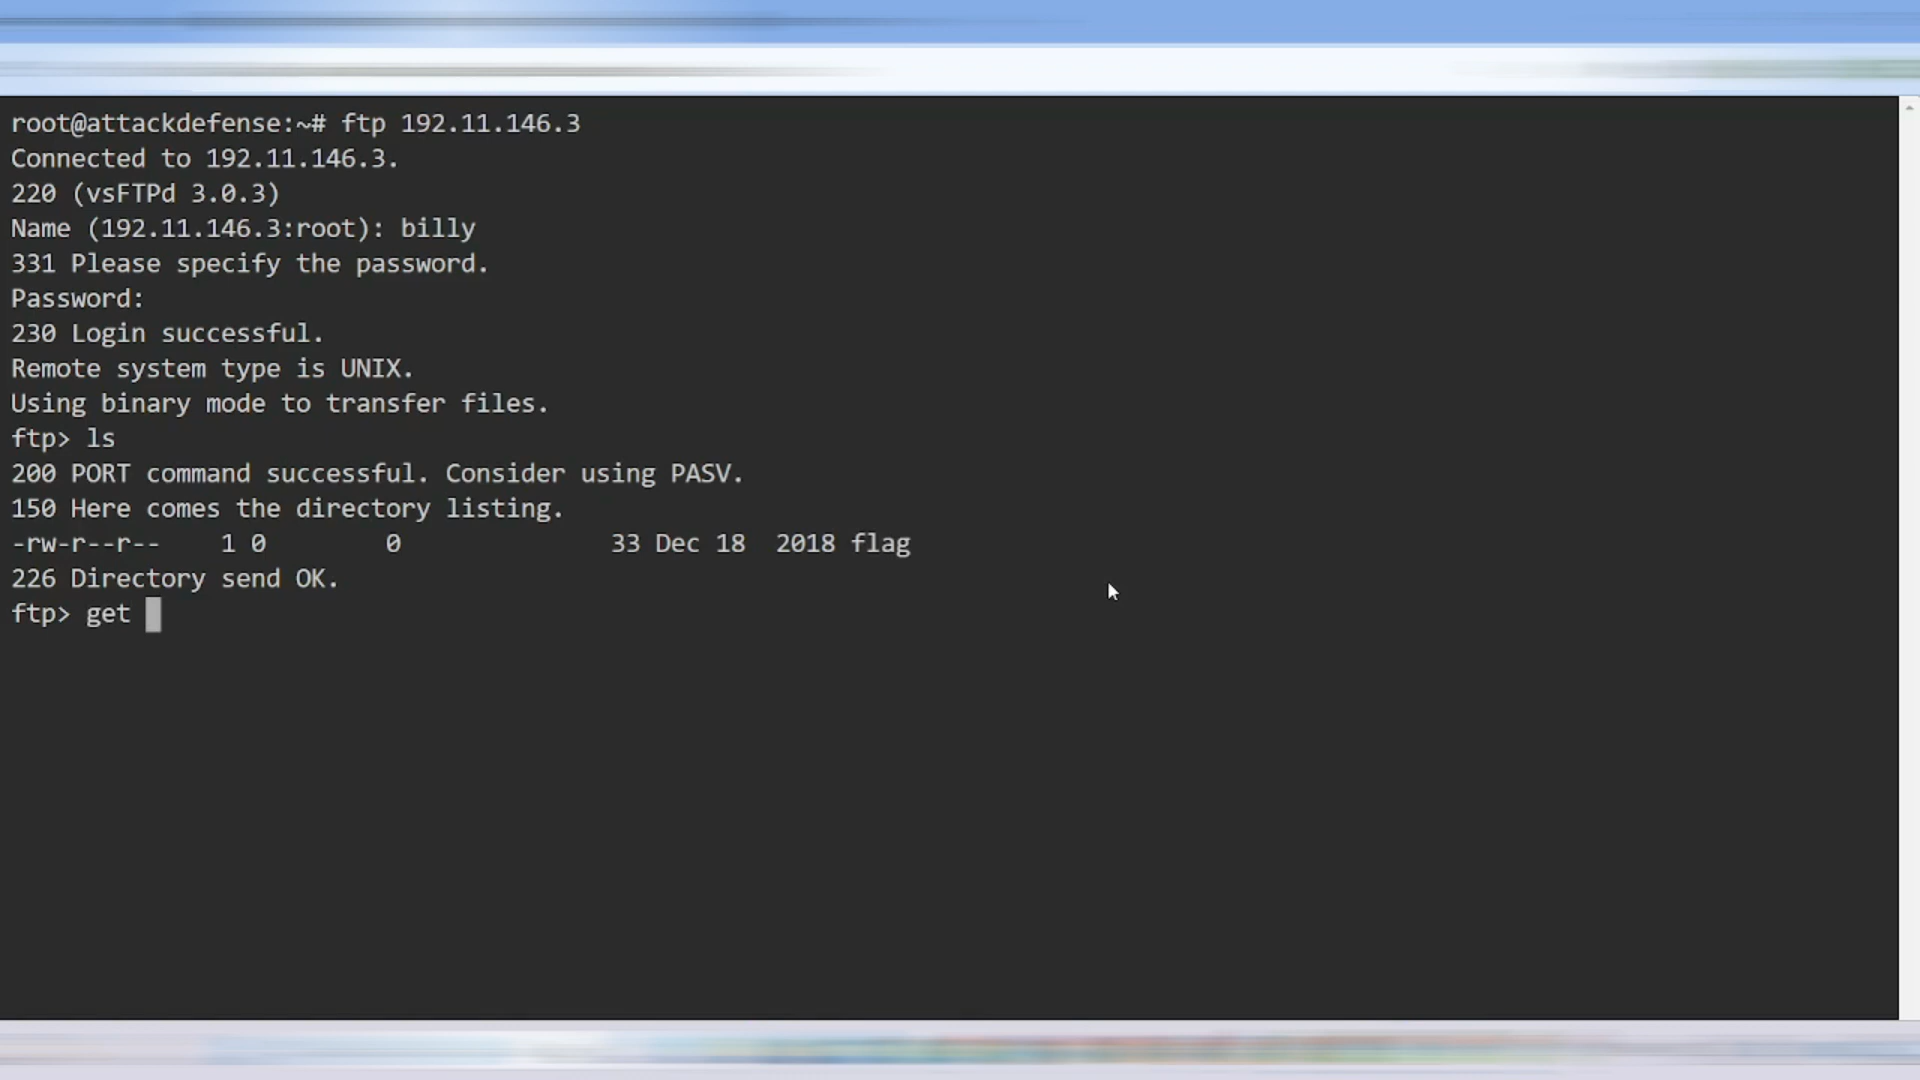 root@attackdefense:~# ftp 192.11.146.3
Connected to 192.11.146.3.
220 (vsFTPd 3.0.3)
Name (192.11.146.3:root): billy
331 Please specify the password.
Password:
230 Login successful.
Remote system type is UNIX.
Using binary mode to transfer files.
ftp> ls
200 PORT command successful. Consider using PASV.
150 Here comes the directory listing.
-rw-r--r--    1 0        0              33 Dec 18  2018 flag
226 Directory send OK.
ftp> get